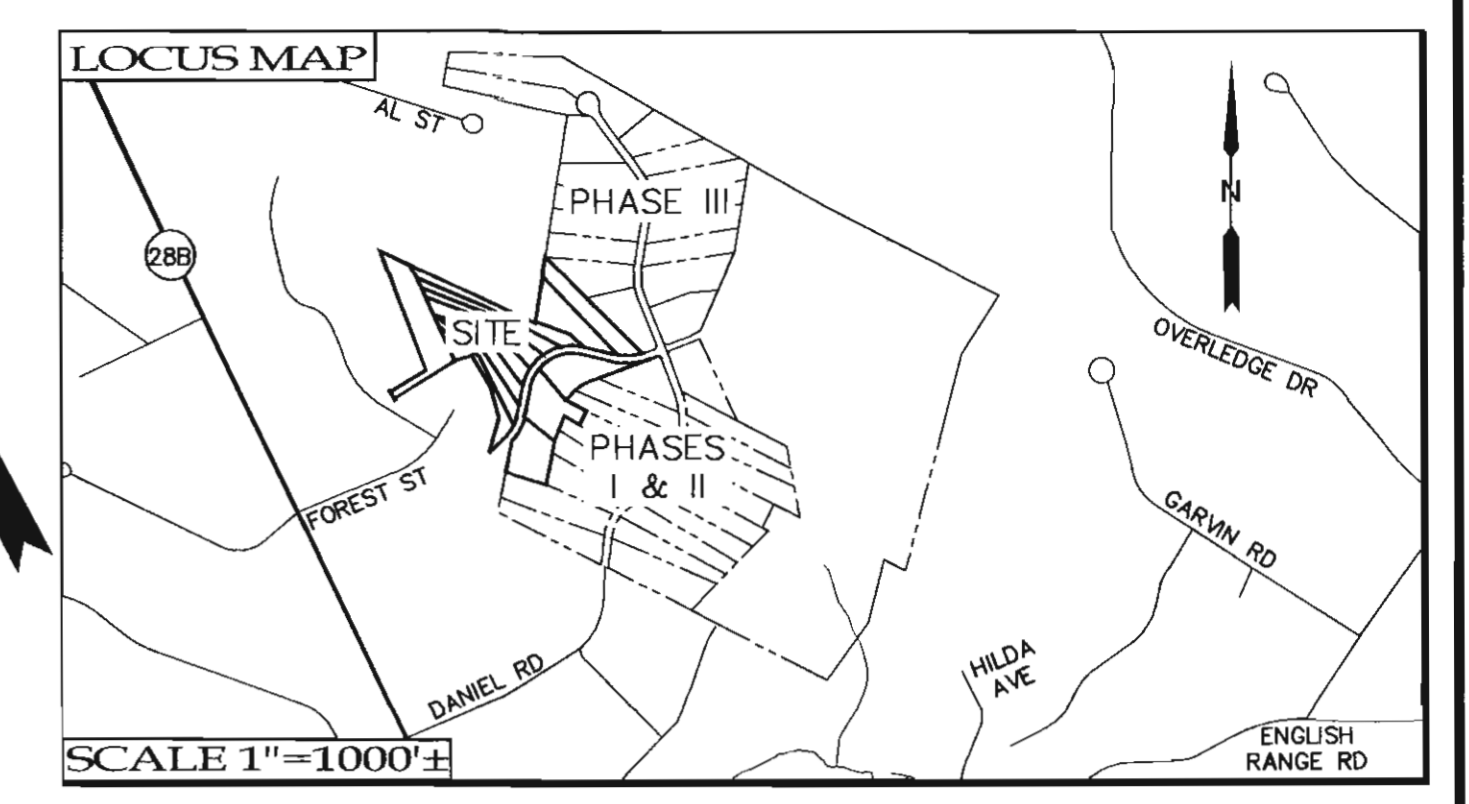 LOCUS MAP
AL ST
PHASE III
N
28B
SITE
OVERLEDGE DR
PHASES
I & II
FOREST ST
GARVIN RD
HILDA
AVE
DANIEL RD
ENGLISH
RANGE RD
SCALE 1"=1000'±